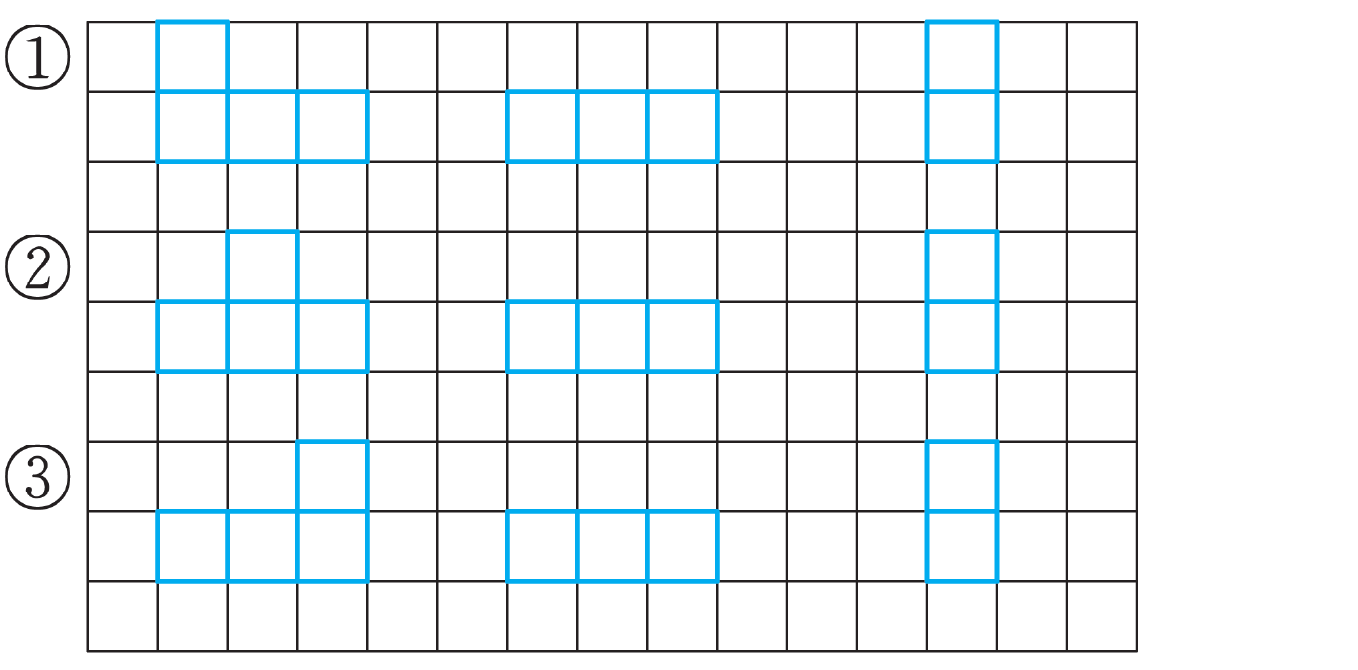 ①
②
③